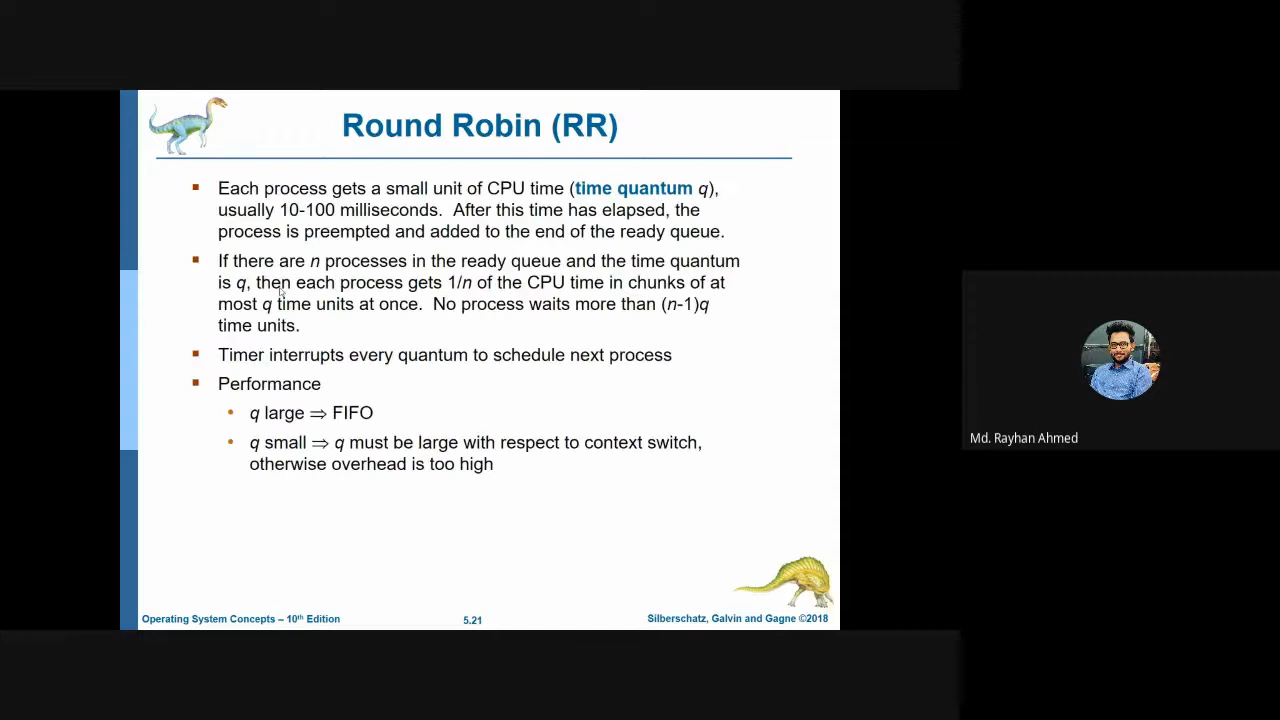 Round Robin (RR)
Each process gets a small unit of CPU time (time quantum q),
usually 10-100 milliseconds.  After this time has elapsed, the
process is preempted and added to the end of the ready queue.
If there are n processes in the ready queue and the time quantum
is q, then each process gets 1/n of the CPU time in chunks of at
most q time units at once.  No process waits more than (n-1)q
time units.
Timer interrupts every quantum to schedule next process
Performance
q large ⇒ FIFO
q small ⇒ q must be large with respect to context switch,
otherwise overhead is too high
Operating System Concepts – 10th Edition
5.21
Silberschatz, Galvin and Gagne ©2018
Md. Rayhan Ahmed